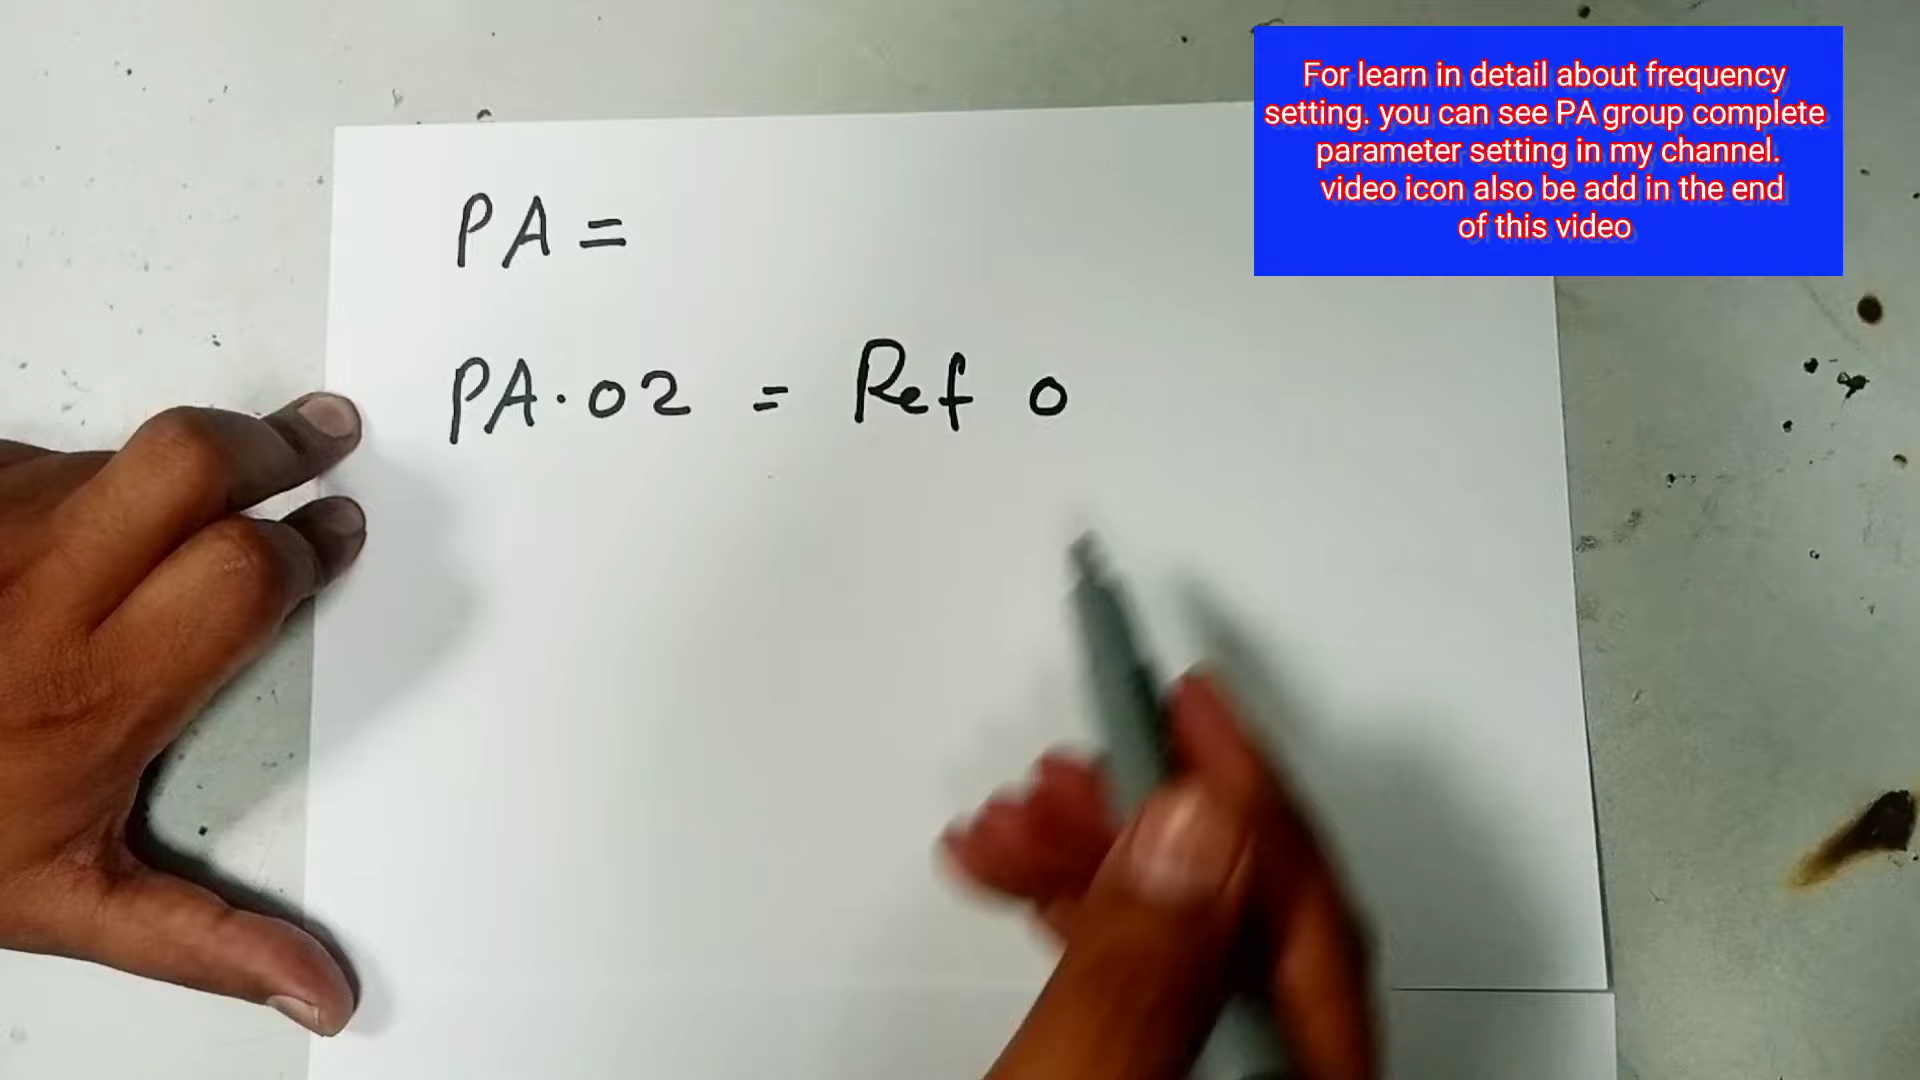 For learn in detail about frequency
setting. you can see PA group complete
parameter setting in my channel.
video icon also be add in the end
of this video
PA =
PA.02 = Ref 0